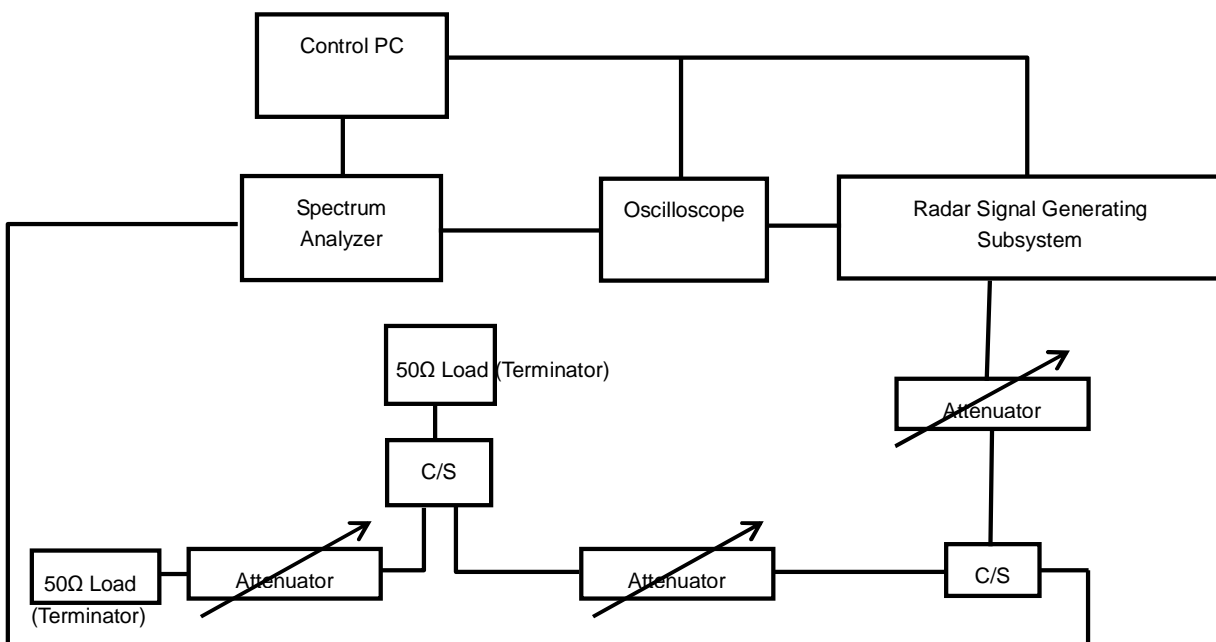 Control PC
Spectrum
Analyzer
Oscilloscope
Radar Signal Generating
Subsystem
50Ω Load (Terminator)
Attenuator
C/S
50Ω Load
(Terminator)
Attenuator
Attenuator
C/S